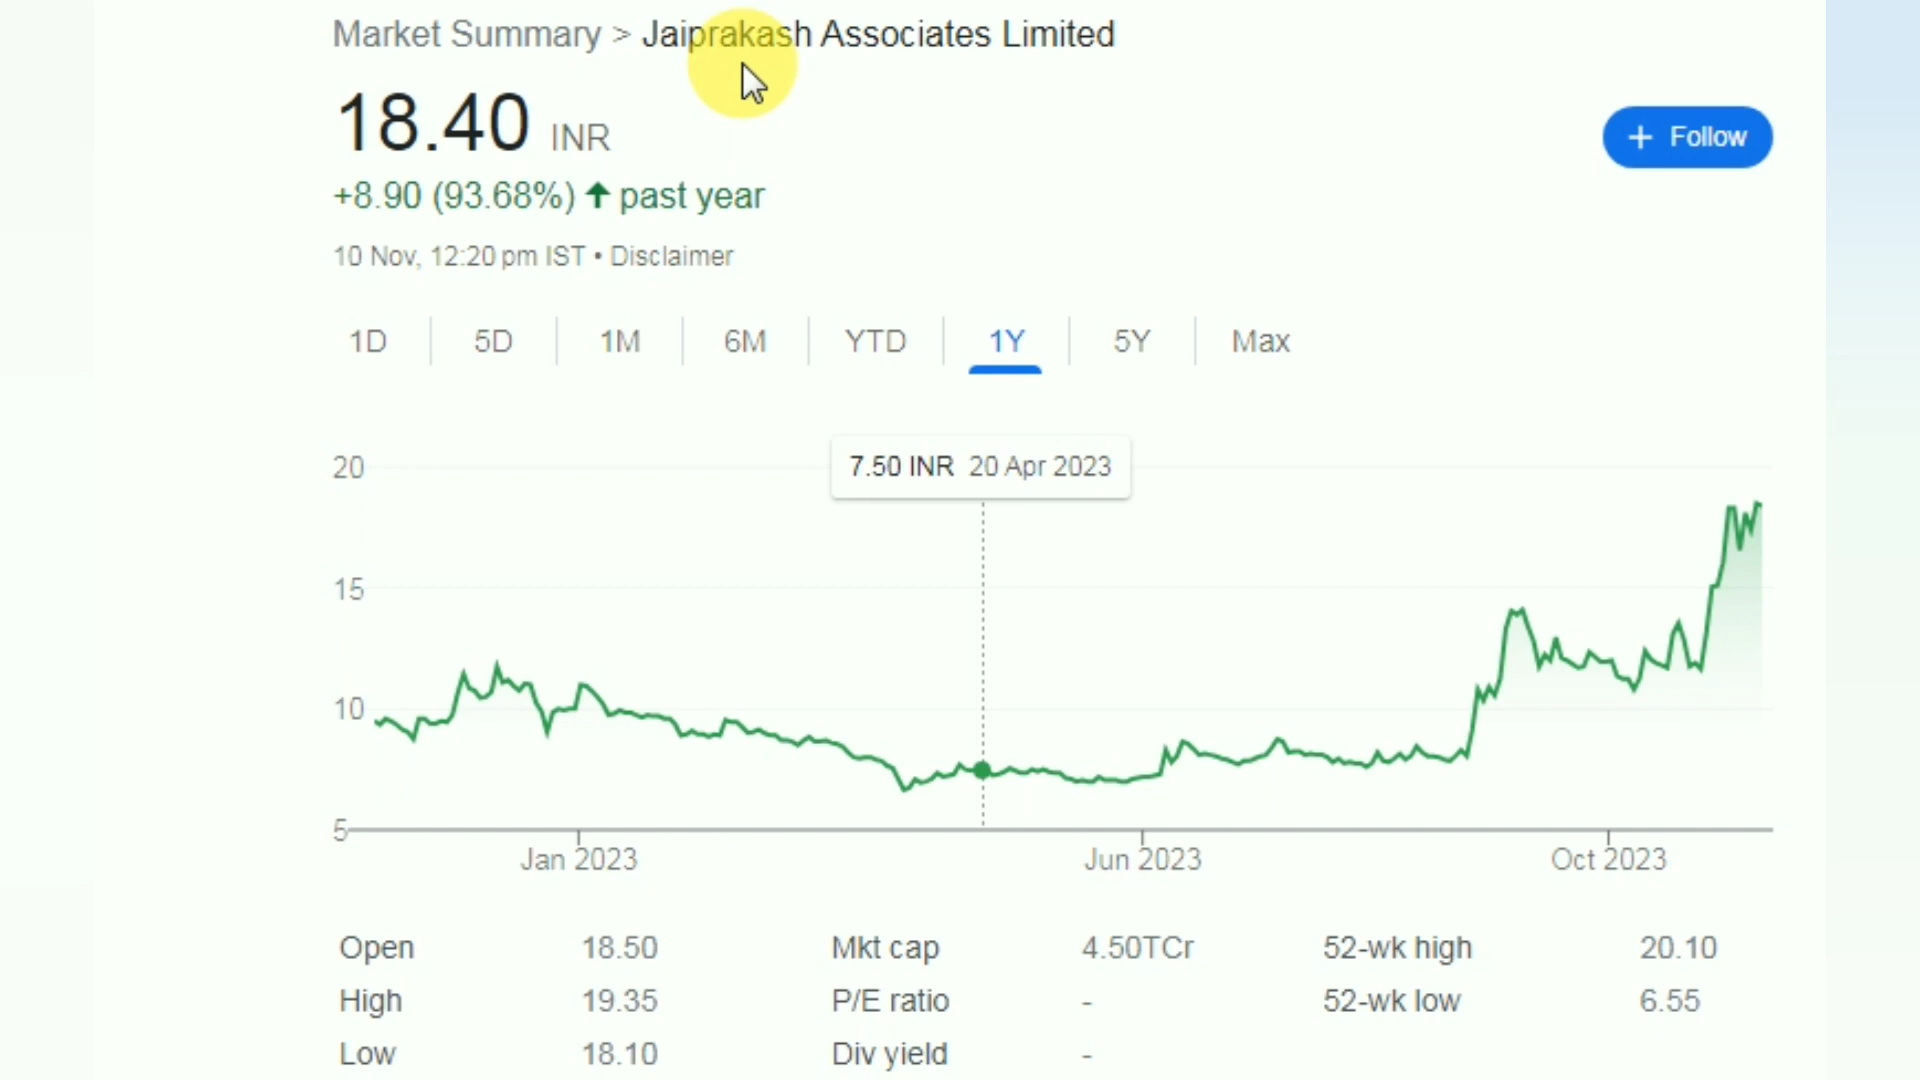 Market Summary > Jaiprakash Associates Limited
18.40 INR
+ Follow
+8.90 (93.68%) ↑ past year
10 Nov, 12:20 pm IST • Disclaimer
1D 5D 1M 6M YTD 1Y 5Y Max
7.50 INR 20 Apr 2023
20
15
10
5
Jan 2023 Jun 2023 Oct 2023
Open 18.50 Mkt cap 4.50TCr 52-wk high 20.10
High 19.35 P/E ratio - 52-wk low 6.55
Low 18.10 Div yield -